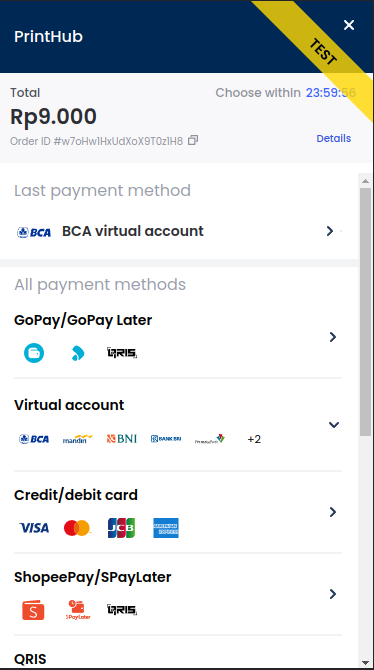 PrintHub
TEST
Total
Choose within 23:59:56
Rp9.000
Order ID #w7oHw1HxUdXoX9T0z1H8
Details
Last payment method
BCA BCA virtual account
All payment methods
GoPay/GoPay Later
QRIS
Virtual account
BCA mandiri BNI BANK BRI PermataBank +2
Credit/debit card
VISA JCB AMERICAN EXPRESS
ShopeePay/SPayLater
S SPayLater QRIS
QRIS